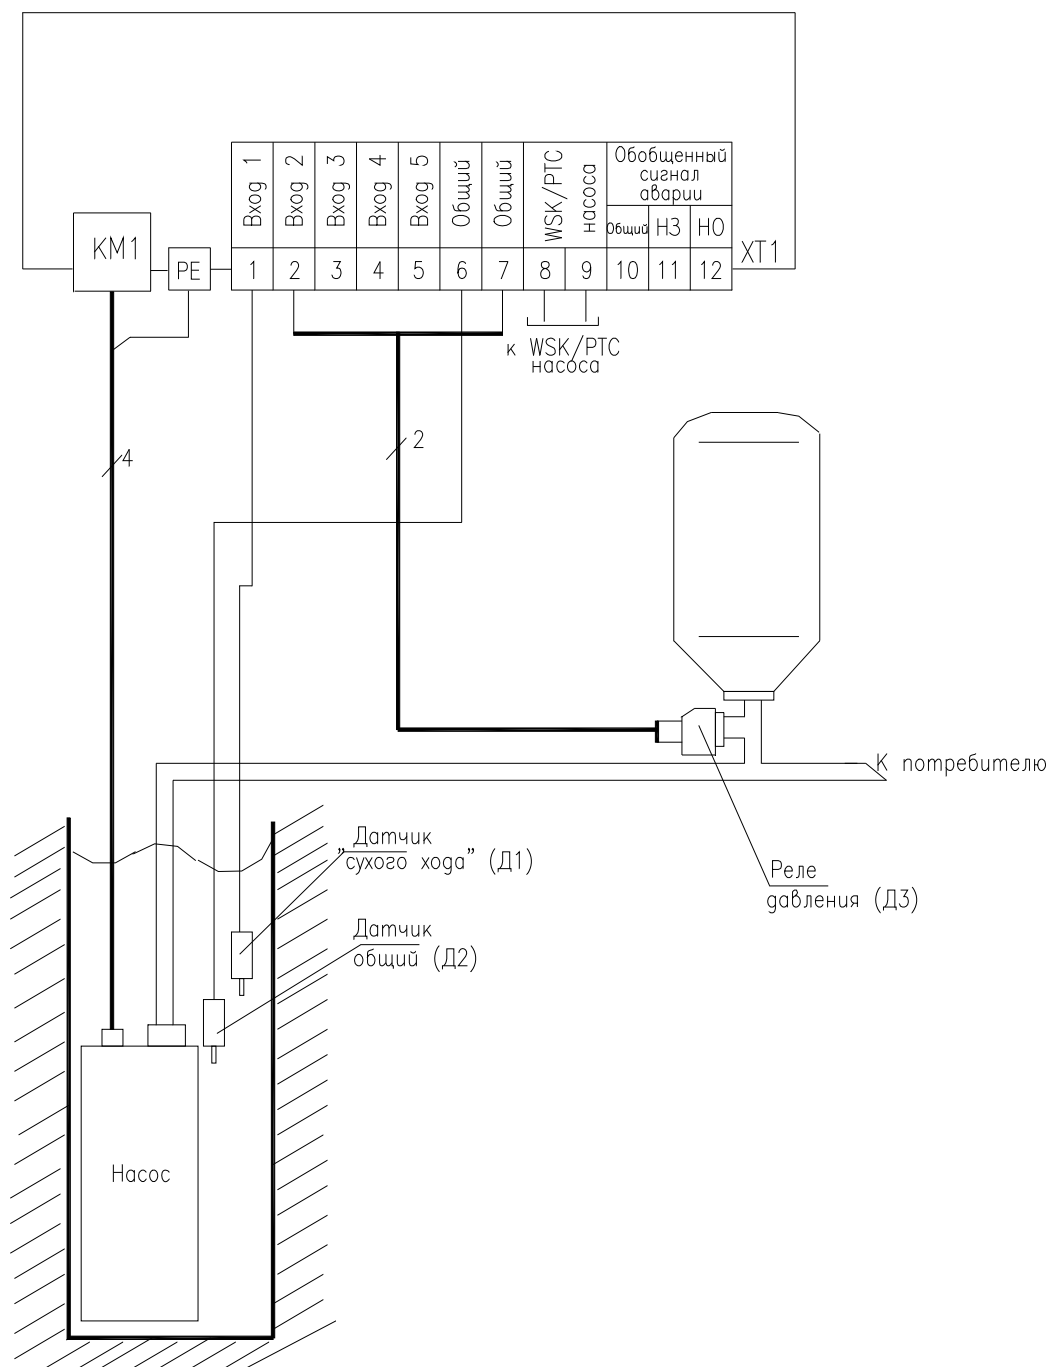 Вход 1
Вход 2
Вход 3
Вход 4
Вход 5
Общий
Общий
WSK/PTC
насоса
Обобщенный
сигнал
аварии
Общий НЗ НО
KM1
PE
1 2 3 4 5 6 7 8 9 10 11 12
XT1
к WSK/PTC
насоса
4
2
К потребителю
Датчик
"сухого хода" (Д1)
Реле
давления (Д3)
Датчик
общий (Д2)
Насос